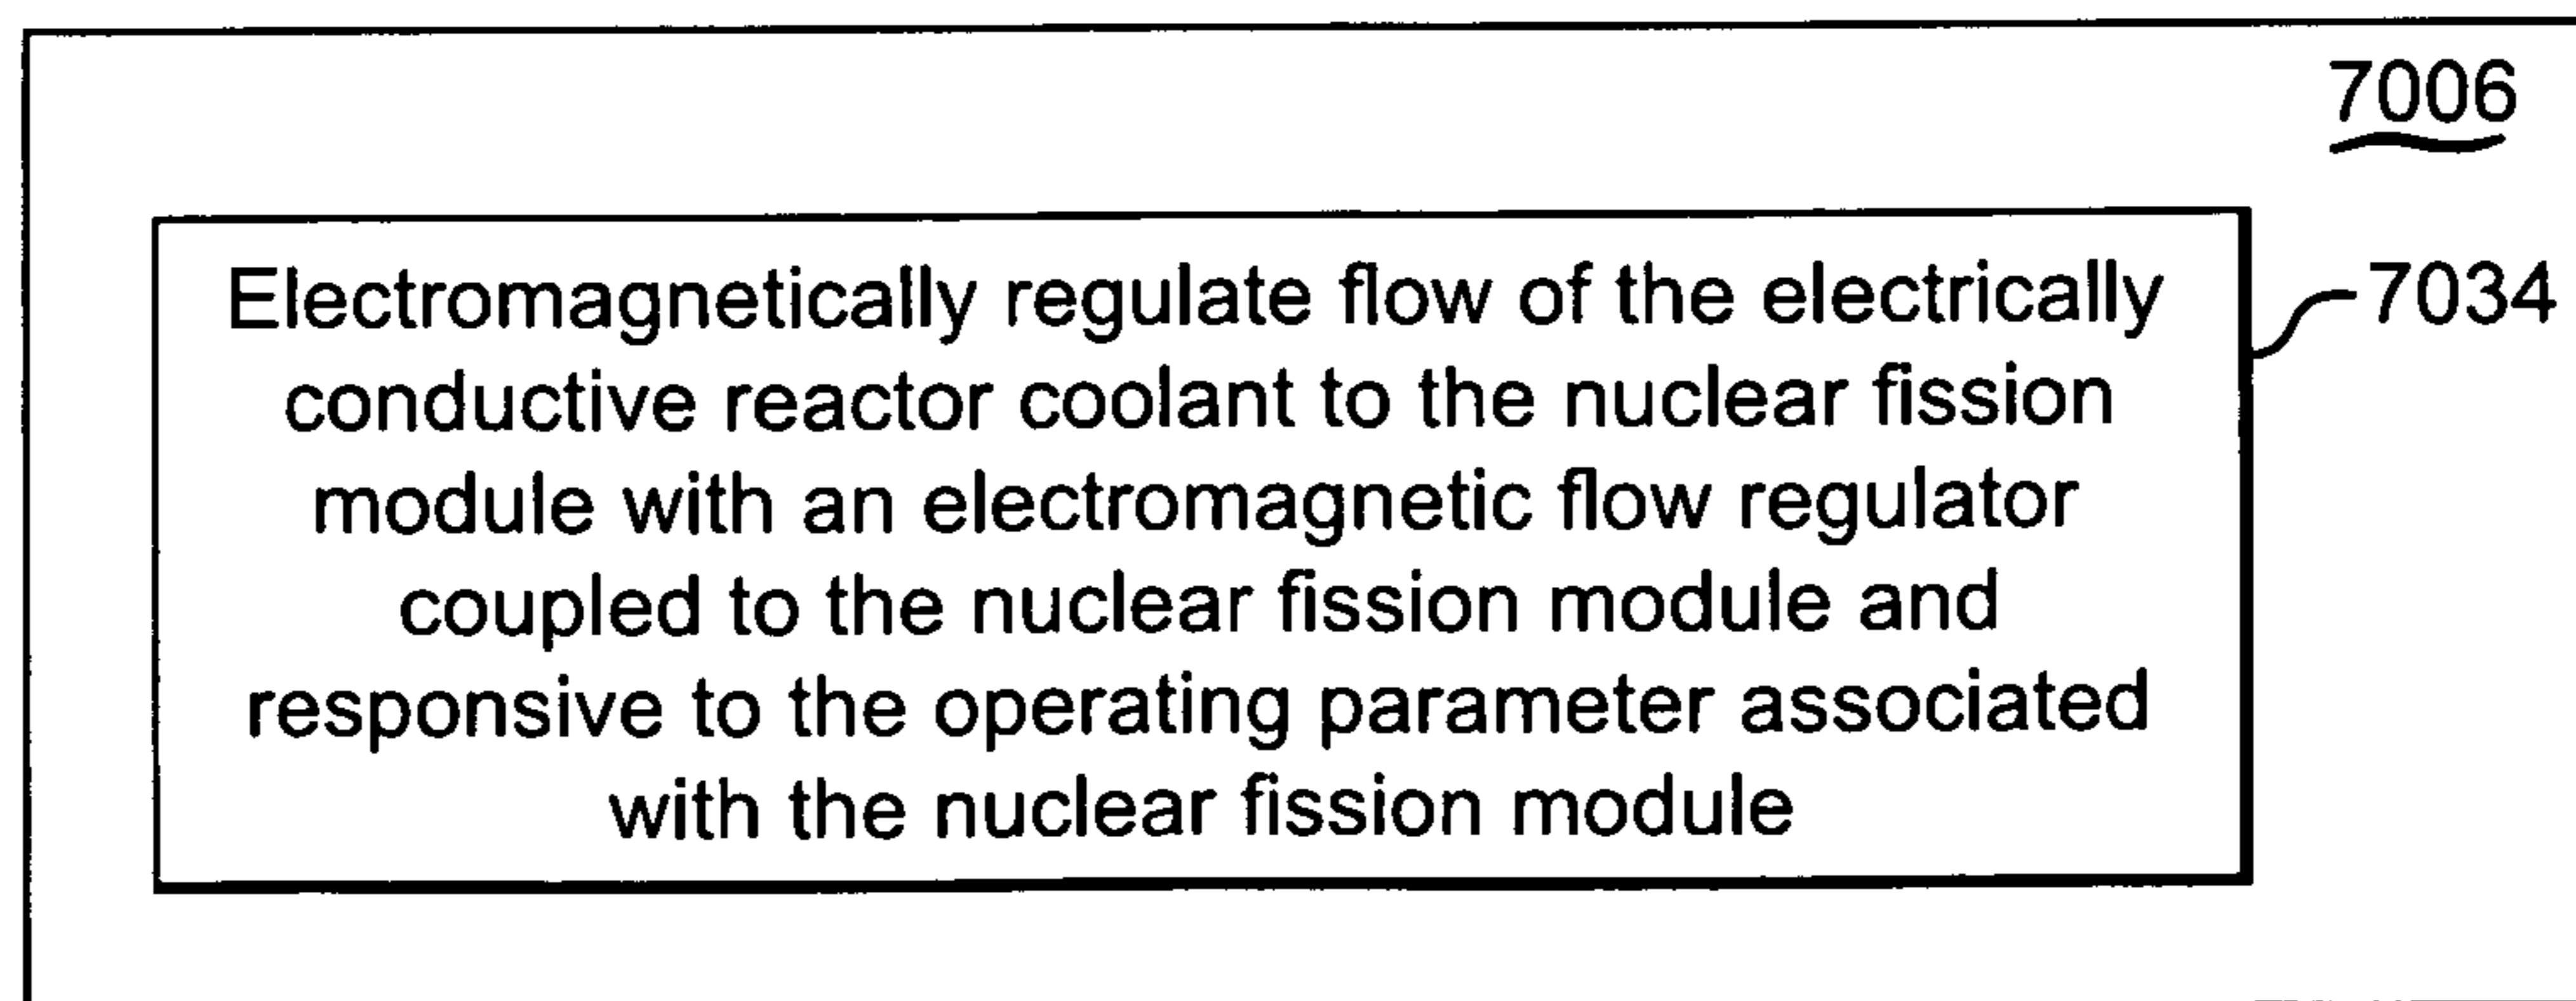 7006
Electromagnetically regulate flow of the electrically
conductive reactor coolant to the nuclear fission
module with an electromagnetic flow regulator
coupled to the nuclear fission module and
responsive to the operating parameter associated
with the nuclear fission module
7034